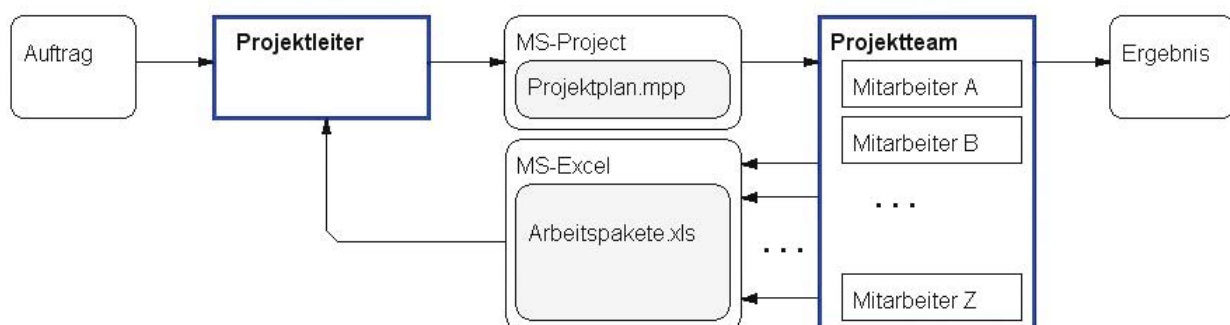 Auftrag
Projektleiter
MS-Project
Projektplan.mpp
MS-Excel
Arbeitspakete.xls
. . .
Projektteam
Mitarbeiter A
Mitarbeiter B
. . .
Mitarbeiter Z
Ergebnis